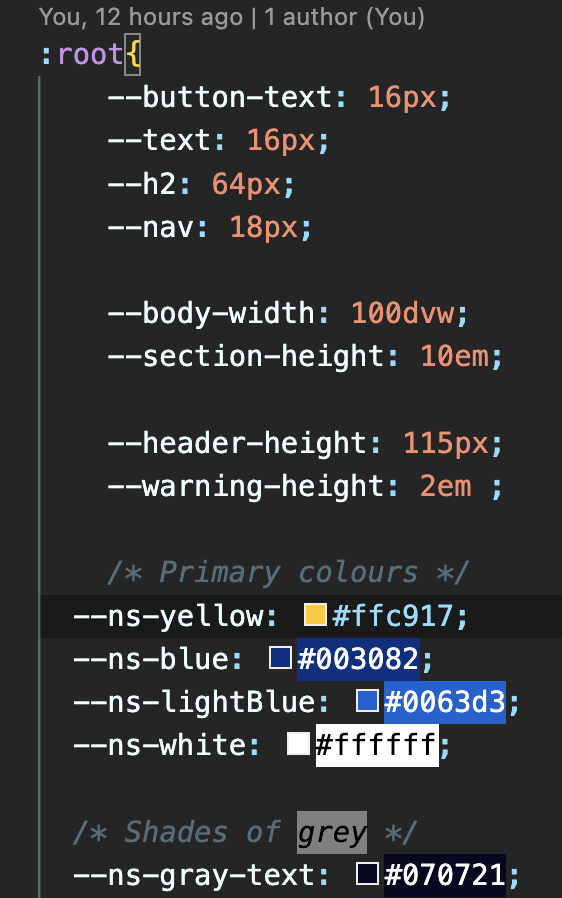 You, 12 hours ago | 1 author (You)
:root{
--button-text: 16px;
--text: 16px;
--h2: 64px;
--nav: 18px;
--body-width: 100dvw;
--section-height: 10em;
--header-height: 115px;
--warning-height: 2em ;
/* Primary colours */
--ns-yellow: #ffc917;
--ns-blue: #003082;
--ns-lightBlue: #0063d3;
--ns-white: #ffffff;
/* Shades of grey */
--ns-gray-text: #070721;